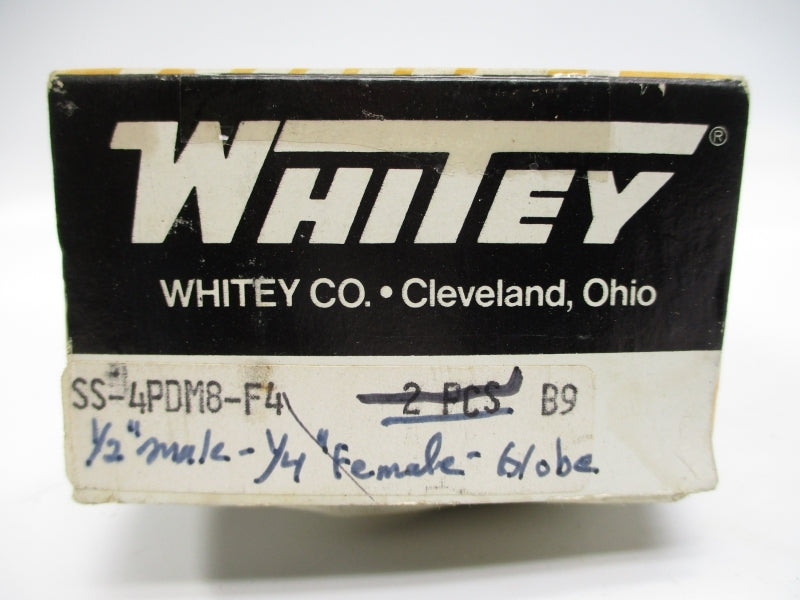 WHITEY®
WHITEY CO. • Cleveland, Ohio
SS-4PDM8-F4 2 PCS. B9
1/2" male - 1/4" Female - Globe